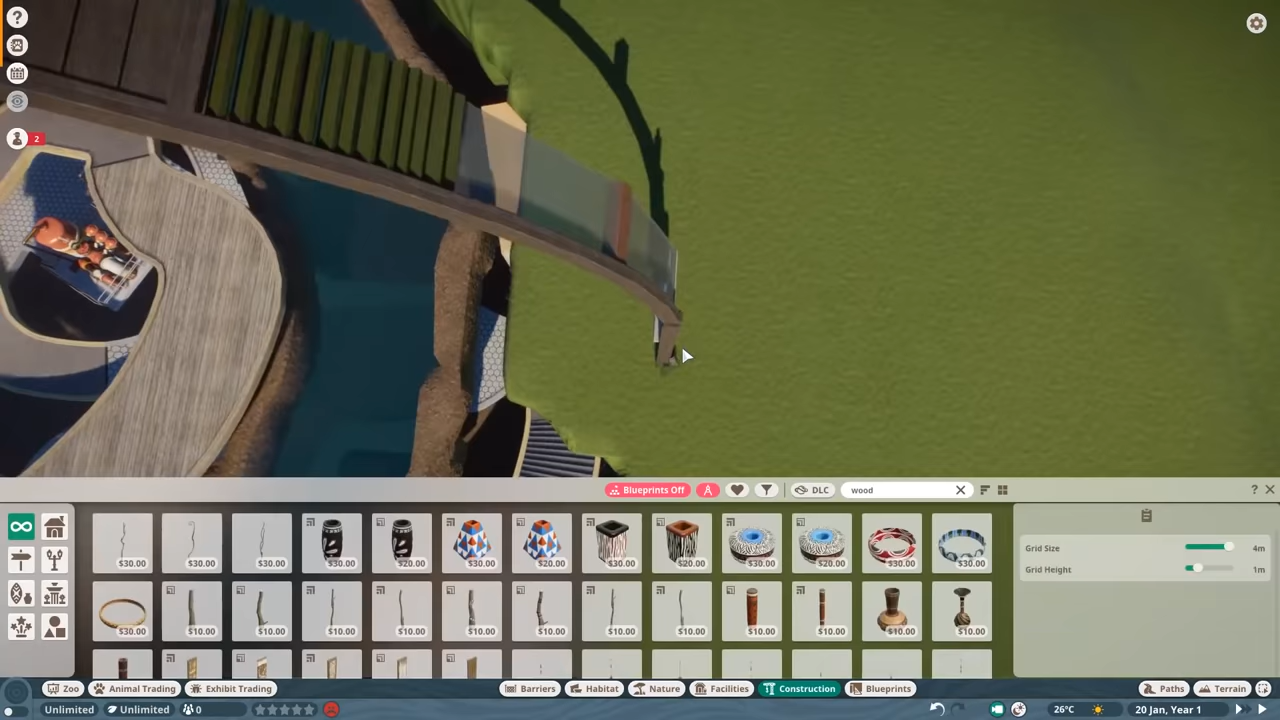 ?
2
Blueprints Off
DLC
wood
?
$30.00 $30.00 $30.00 $30.00 $20.00 $30.00 $20.00 $30.00 $20.00 $30.00 $20.00 $30.00 $30.00
Grid Size 4m
Grid Height 1m
$30.00 $10.00 $10.00 $10.00 $10.00 $10.00 $10.00 $10.00 $10.00 $10.00 $10.00 $10.00 $10.00
Zoo Animal Trading Exhibit Trading Barriers Habitat Nature Facilities Construction Blueprints Paths Terrain
Unlimited Unlimited 0 26°C 20 Jan, Year 1